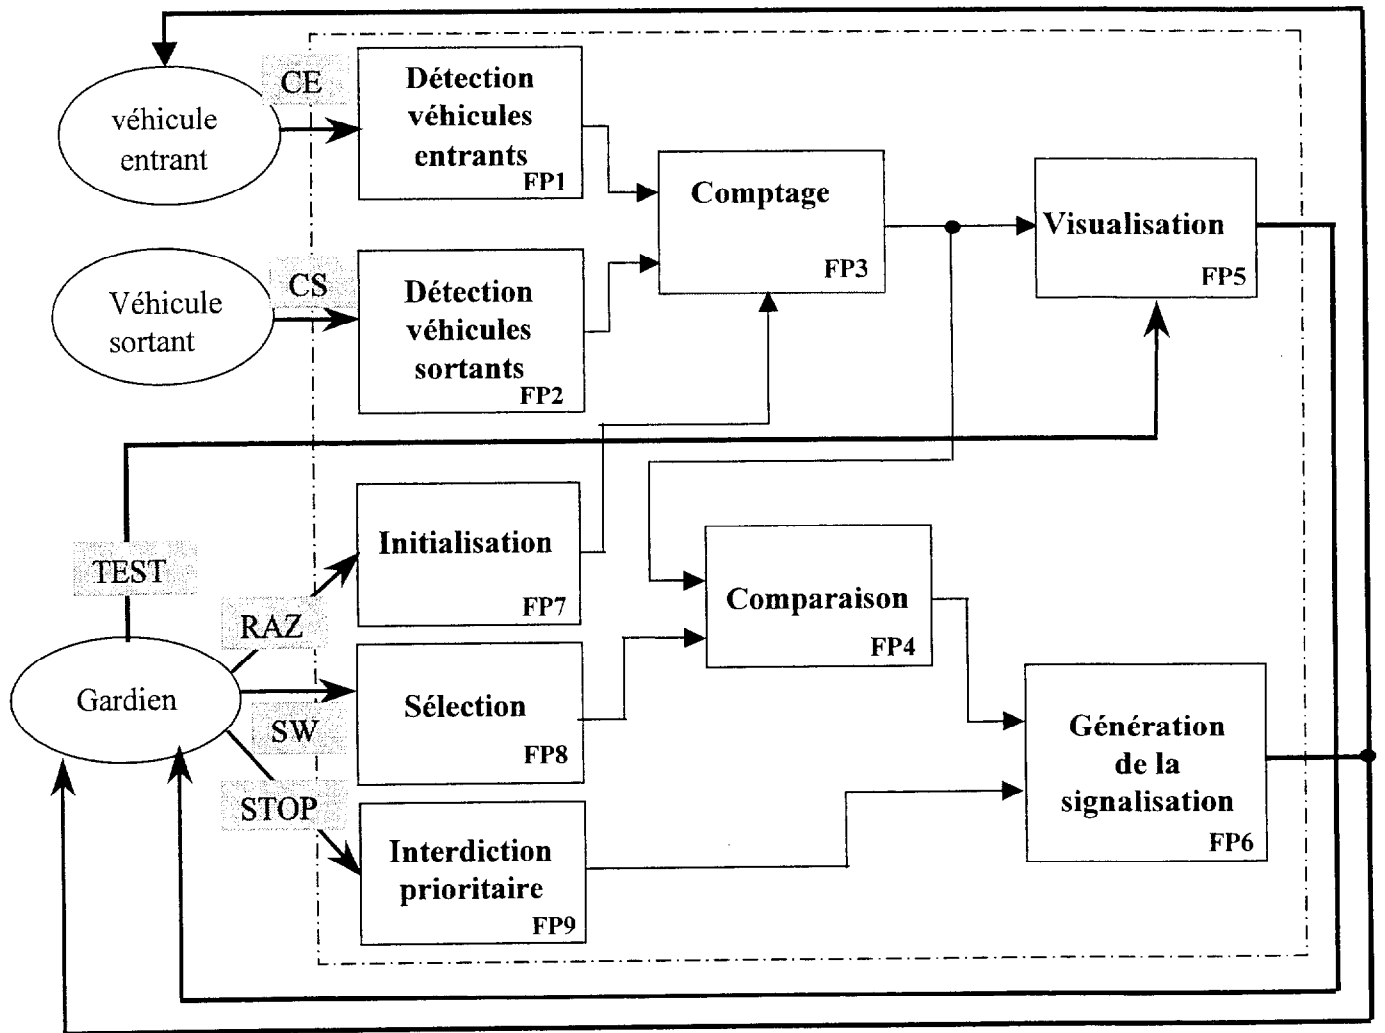 CE
véhicule
entrant
Détection
véhicules
entrants
FP1
Comptage
FP3
Visualisation
FP5
CS
Véhicule
sortant
Détection
véhicules
sortants
FP2
TEST
Initialisation
FP7
RAZ
Comparaison
FP4
Gardien
SW
Sélection
FP8
Génération
de la
signalisation
FP6
STOP
Interdiction
prioritaire
FP9